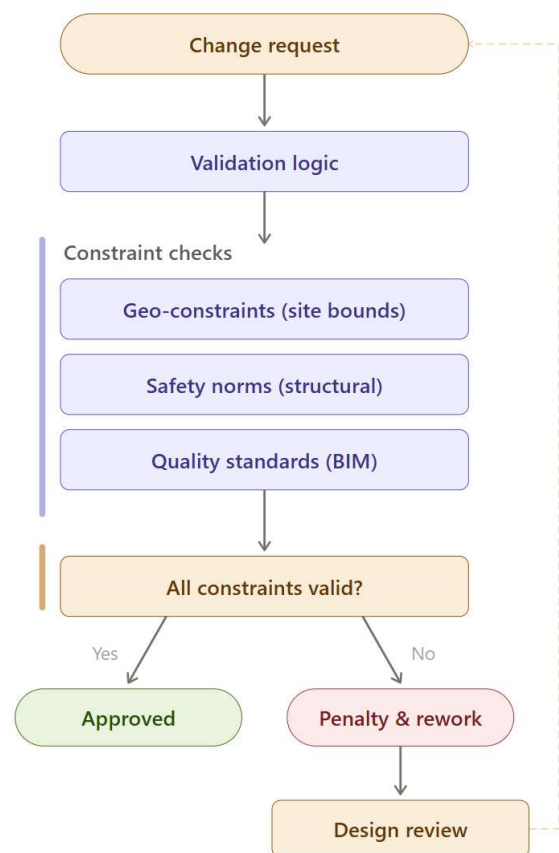 Change request
Validation logic
Constraint checks
Geo-constraints (site bounds)
Safety norms (structural)
Quality standards (BIM)
All constraints valid?
Yes
No
Approved
Penalty & rework
Design review